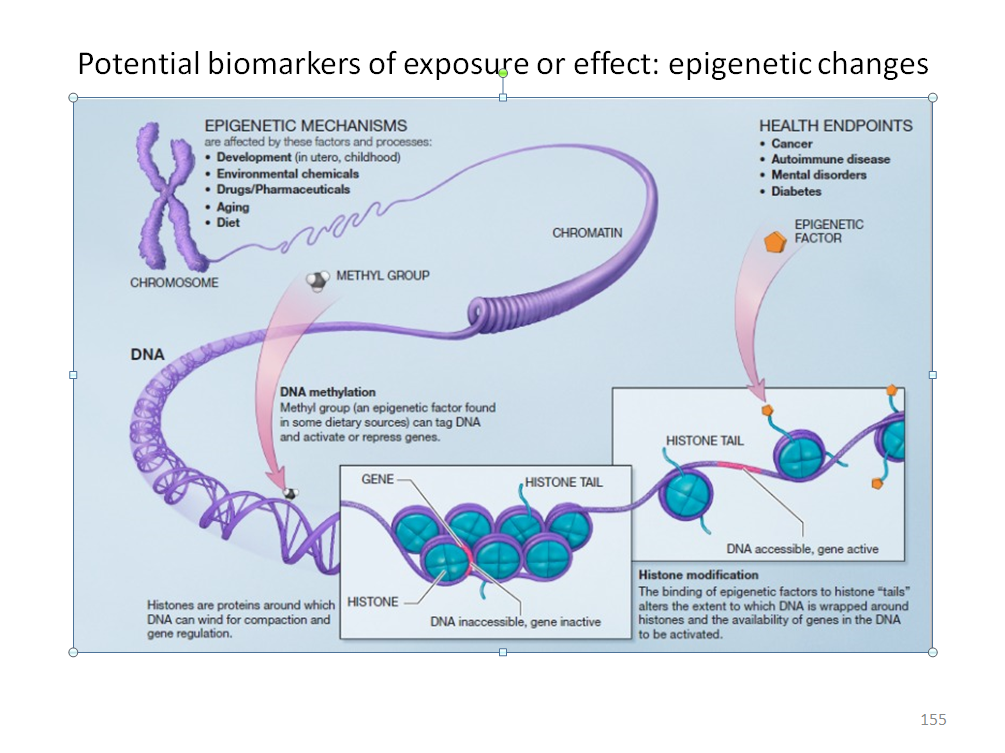 Potential biomarkers of exposure or effect: epigenetic changes
EPIGENETIC MECHANISMS
are affected by these factors and processes:
• Development (in utero, childhood)
• Environmental chemicals
• Drugs/Pharmaceuticals
• Aging
• Diet
HEALTH ENDPOINTS
• Cancer
• Autoimmune disease
• Mental disorders
• Diabetes
EPIGENETIC
FACTOR
CHROMATIN
CHROMOSOME
METHYL GROUP
DNA
DNA methylation
Methyl group (an epigenetic factor found
in some dietary sources) can tag DNA
and activate or repress genes.
HISTONE TAIL
DNA accessible, gene active
GENE
HISTONE TAIL
HISTONE
DNA inaccessible, gene inactive
Histones are proteins around which
DNA can wind for compaction and
gene regulation.
Histone modification
The binding of epigenetic factors to histone “tails”
alters the extent to which DNA is wrapped around
histones and the availability of genes in the DNA
to be activated.
155